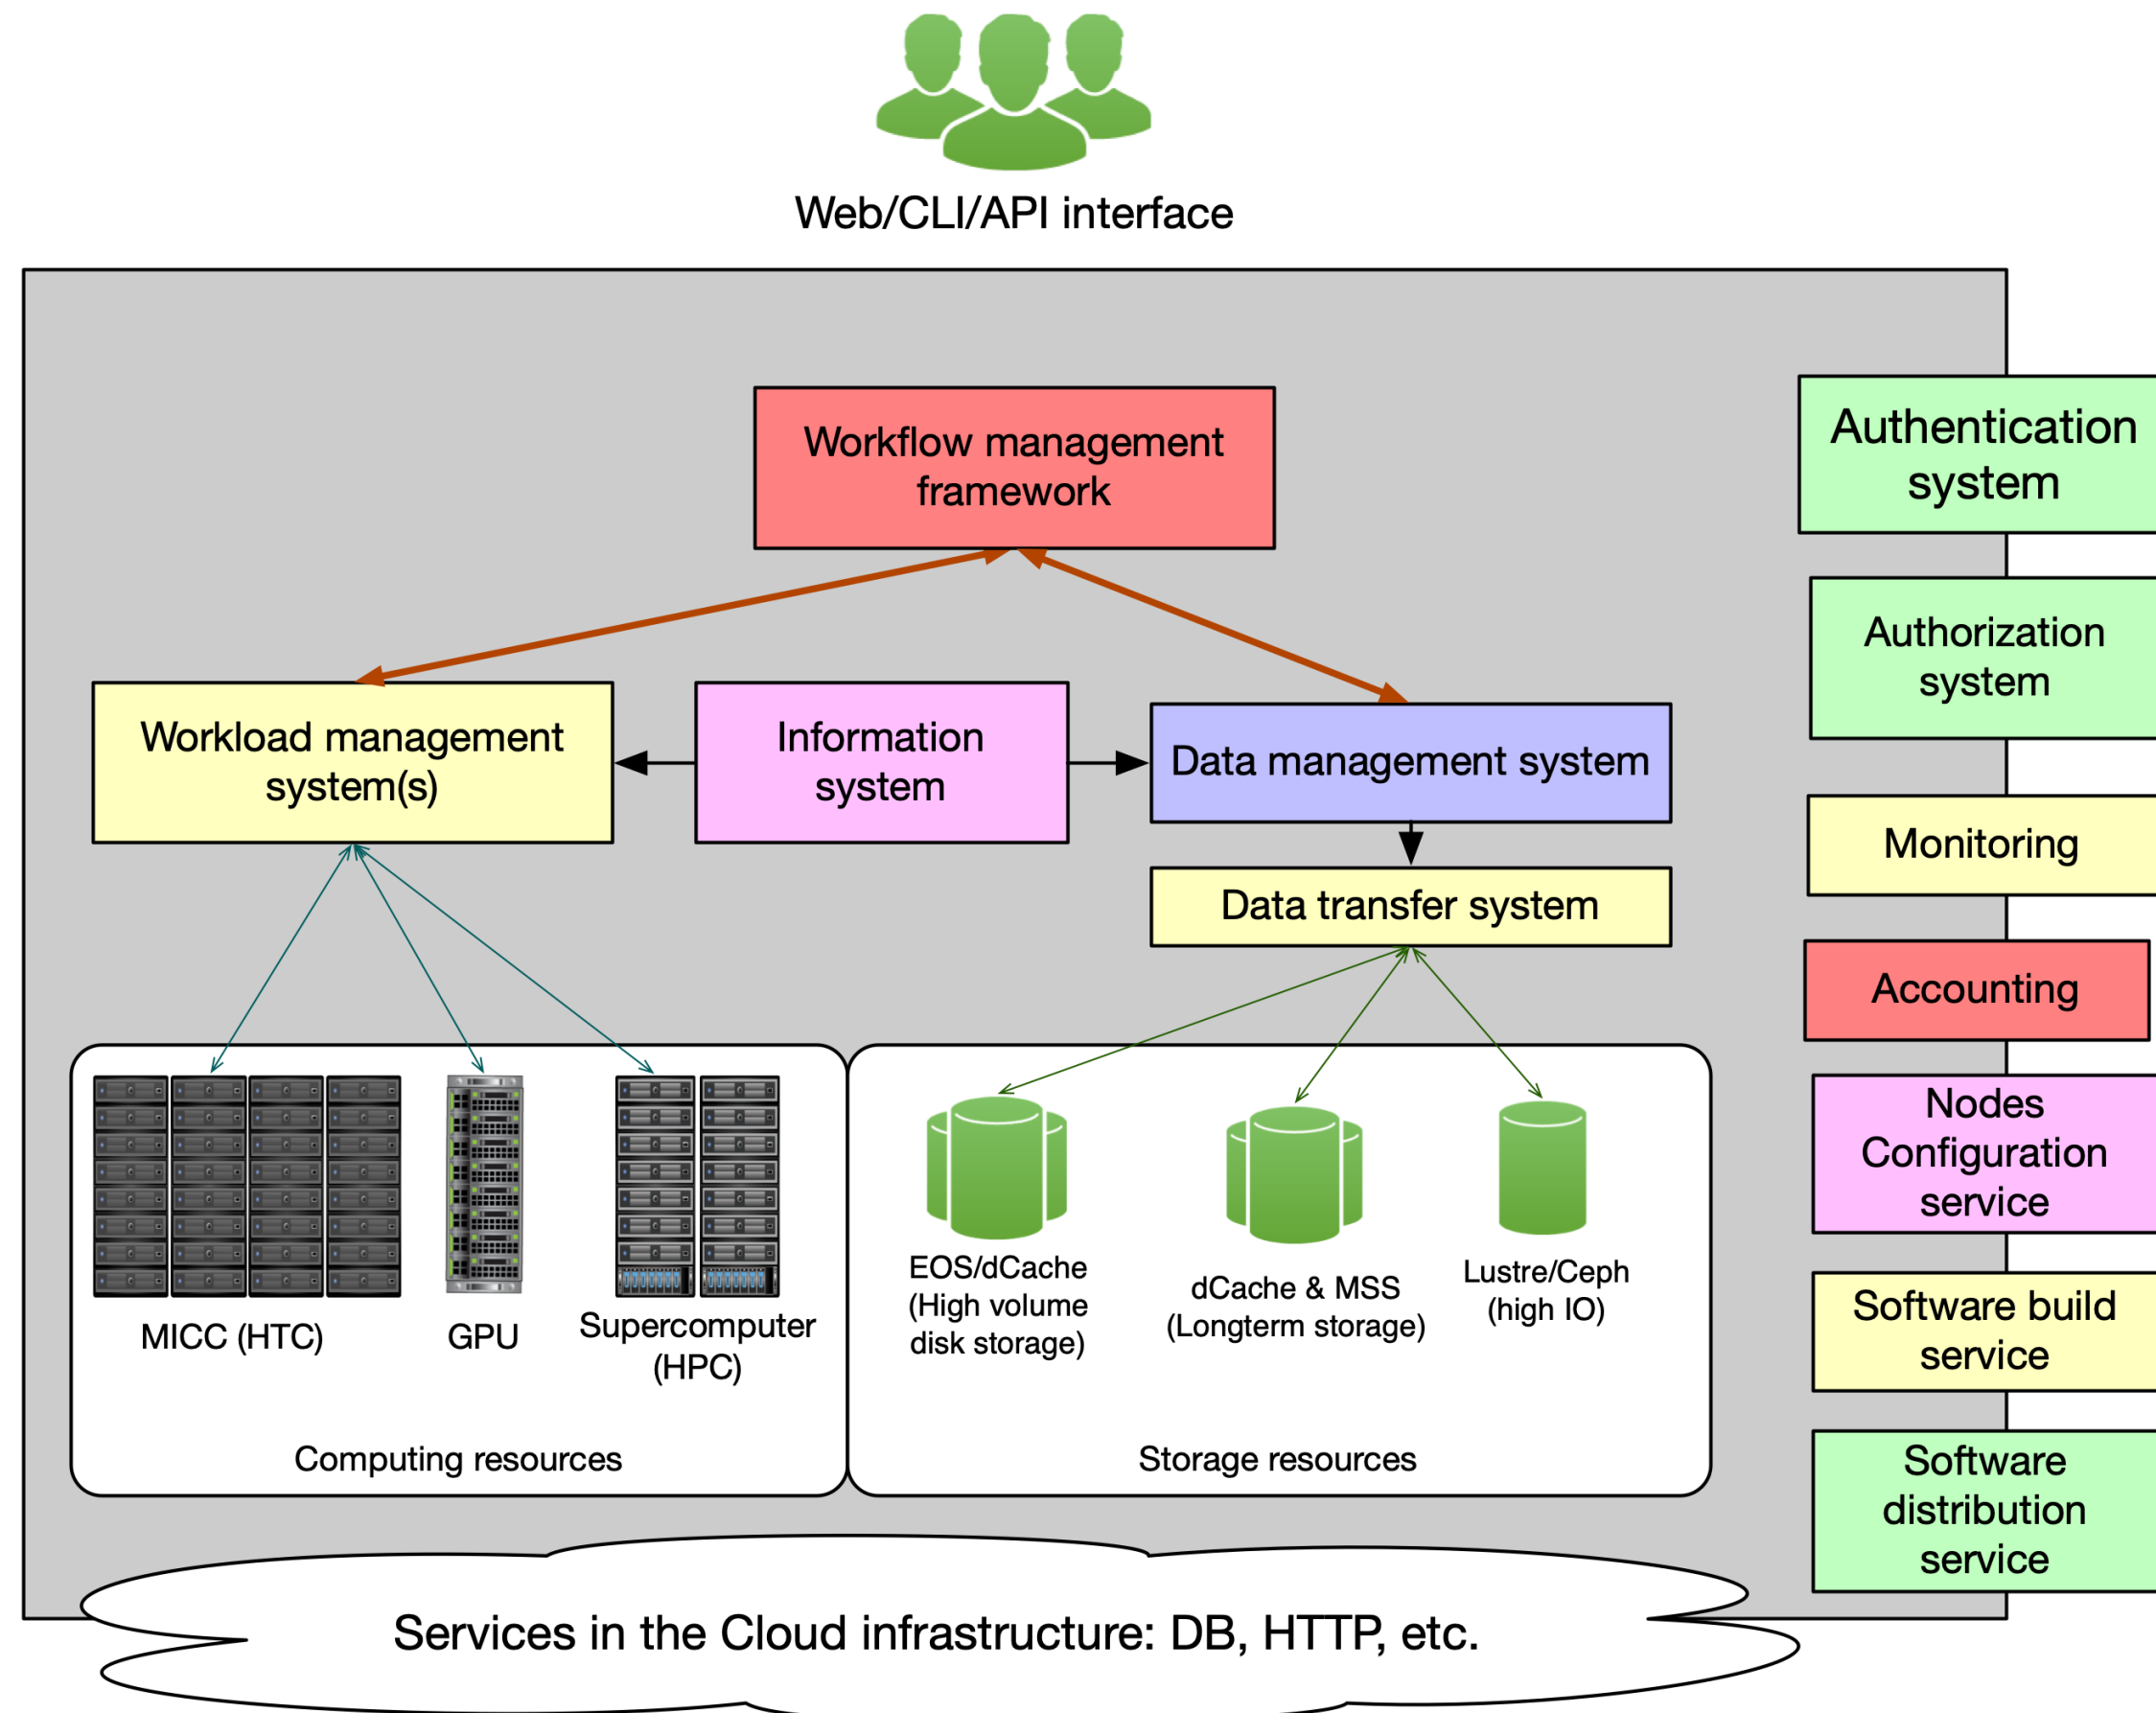 Web/CLI/API interface
Workflow management
framework
Workload management
system(s)
Information
system
Data management system
Data transfer system
MICC (HTC)
GPU
Supercomputer
(HPC)
Computing resources
EOS/dCache
(High volume
disk storage)
dCache & MSS
(Longterm storage)
Lustre/Ceph
(high IO)
Storage resources
Authentication
system
Authorization
system
Monitoring
Accounting
Nodes
Configuration
service
Software build
service
Software
distribution
service
Services in the Cloud infrastructure: DB, HTTP, etc.